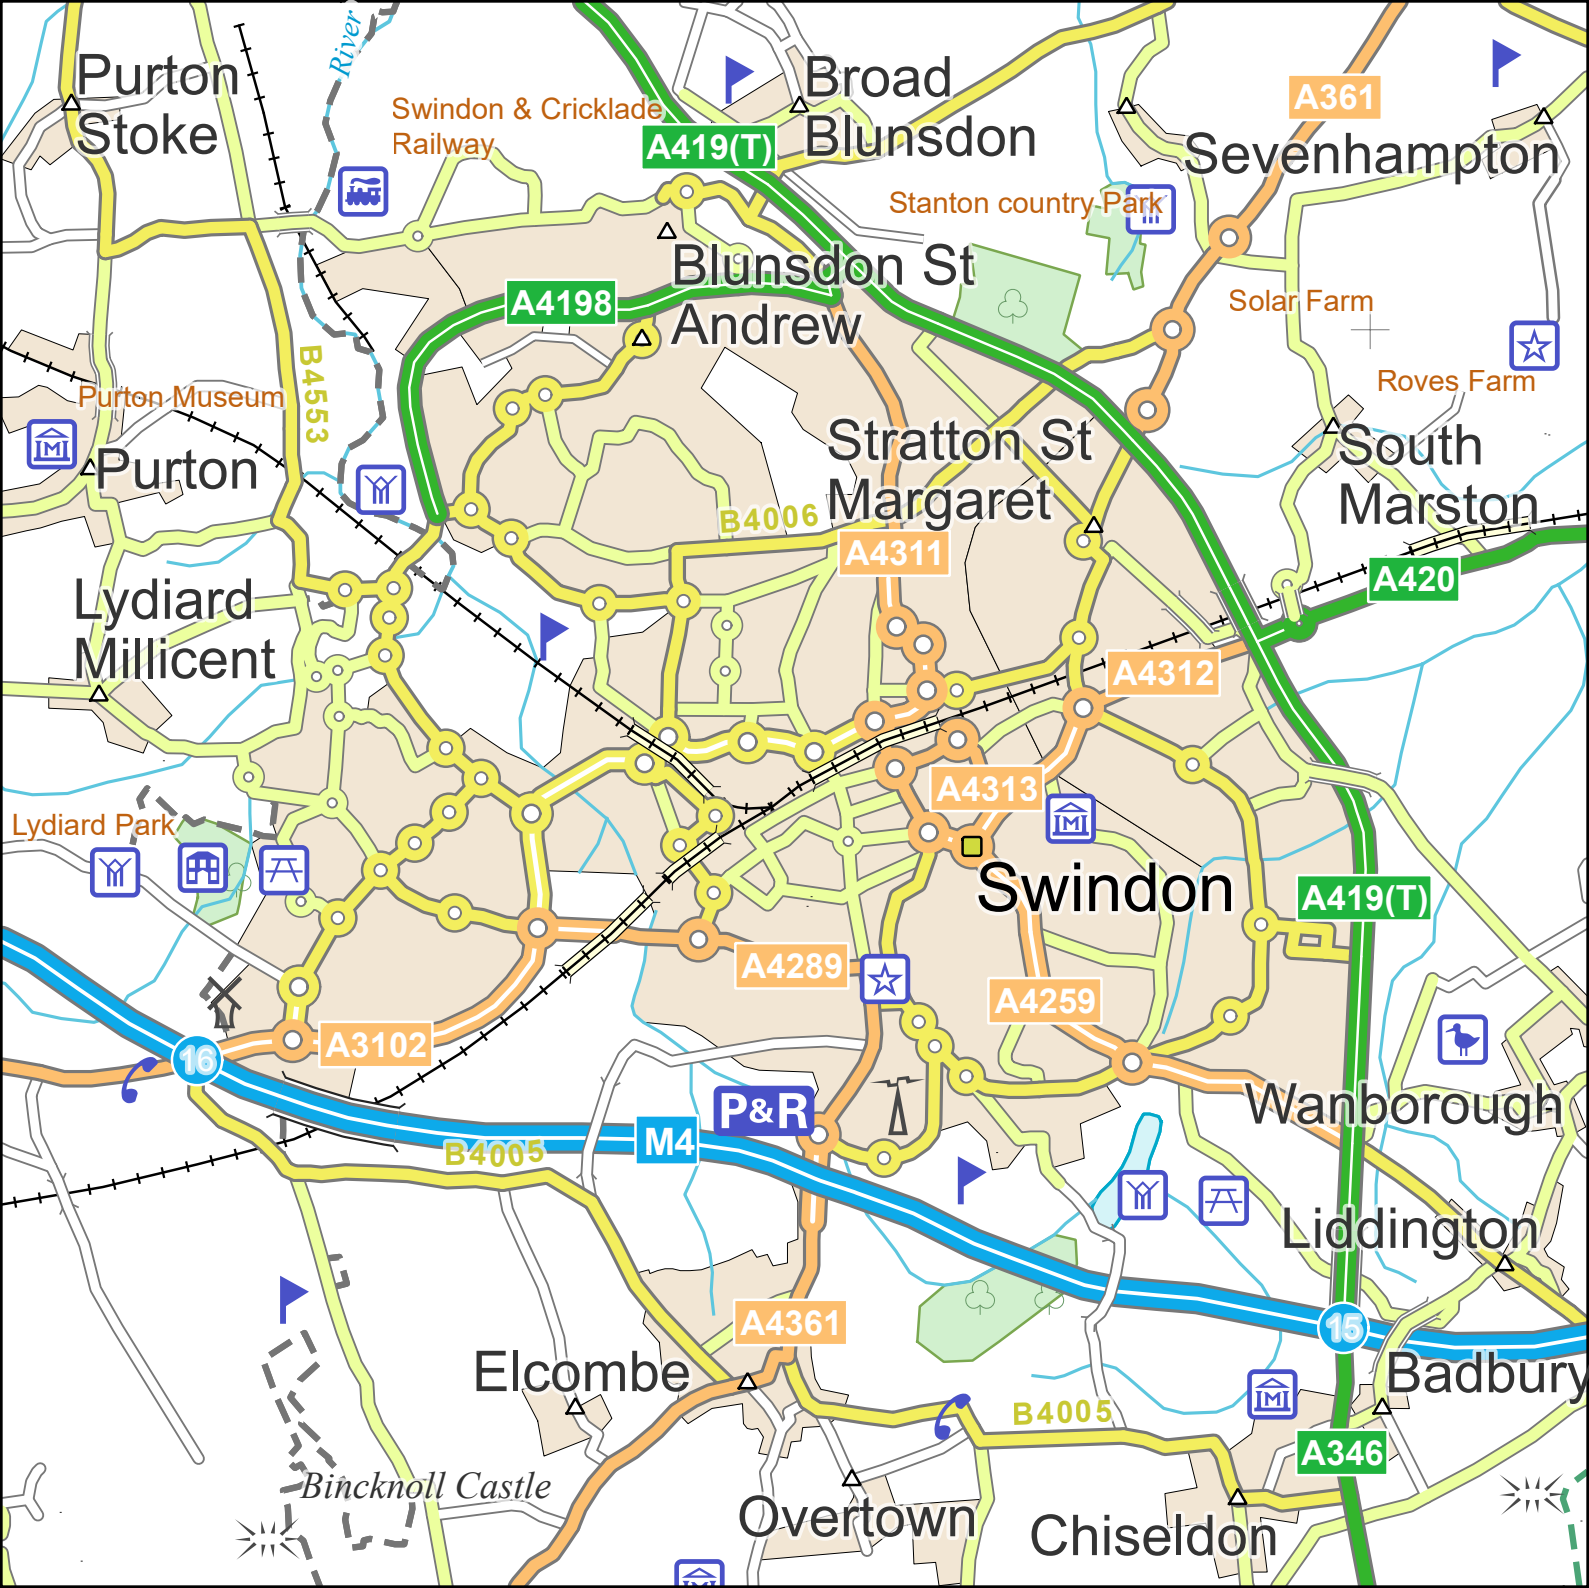 River
Purton
Stoke
Broad
Blunsdon
A361
Swindon & Cricklade
Railway
A419(T)
Sevenhampton
Stanton country Park
Blunsdon St
Andrew
A4198
Solar Farm
B4553
Purton Museum
Roves Farm
Purton
Stratton St
Margaret
South
Marston
B4006
A4311
A420
Lydiard
Millicent
A4312
A4313
Lydiard Park
Swindon
A419(T)
A4289
A4259
A3102
16
P&R
Wanborough
M4
B4005
Liddington
A4361
15
Elcombe
Badbury
B4005
A346
Bincknoll Castle
Overtown
Chiseldon